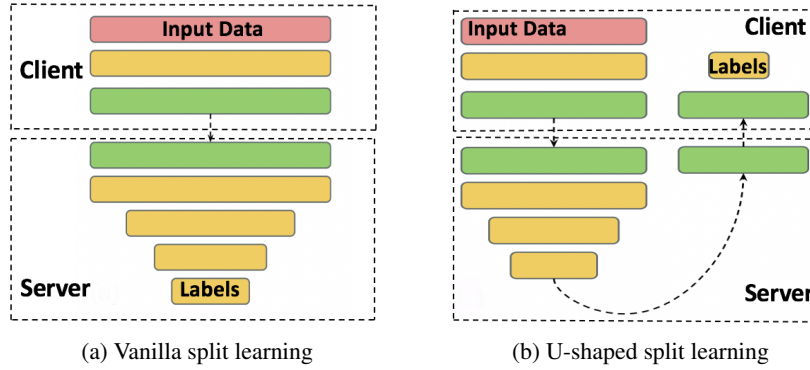 Input Data
Client
Labels
Server
(a) Vanilla split learning
Input Data
Client
Labels
Server
(b) U-shaped split learning